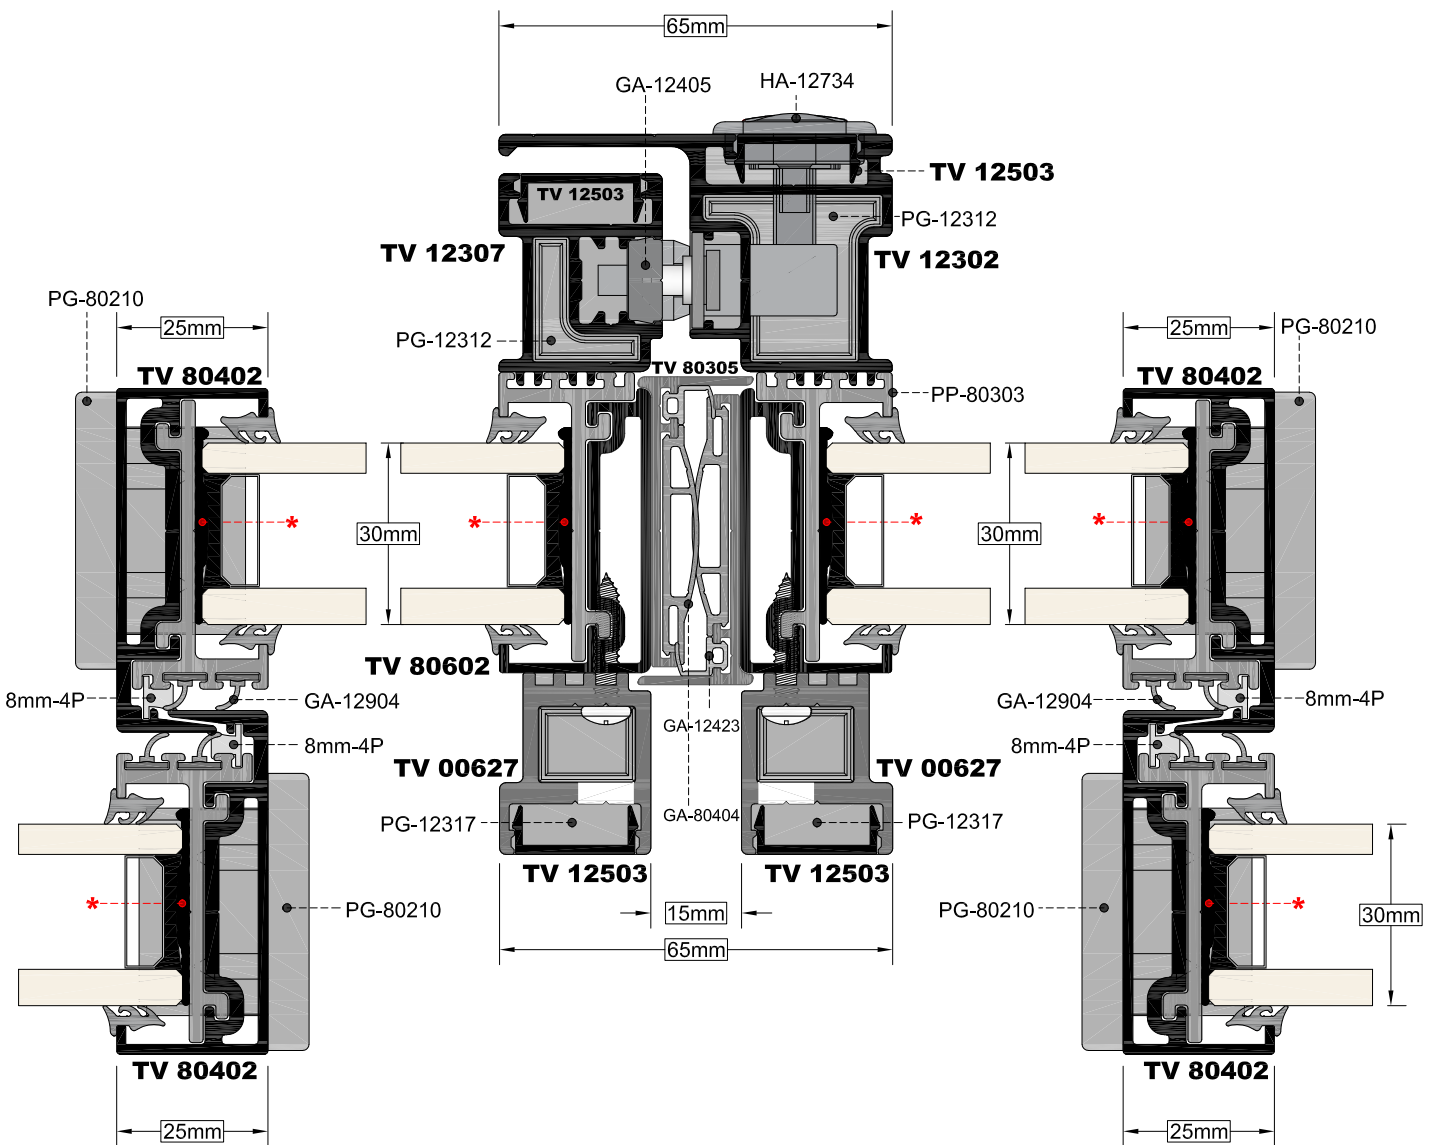 65mm
GA-12405
HA-12734
TV 12503
TV 12503
PG-12312
TV 12307
TV 12302
PG-80210
25mm
PG-12312
25mm
PG-80210
TV 80402
TV 80305
TV 80402
PP-80303
*
30mm
*
*
30mm
*
TV 80602
8mm-4P
GA-12904
GA-12423
GA-12904
8mm-4P
8mm-4P
8mm-4P
TV 00627
TV 00627
PG-12317
GA-80404
PG-12317
TV 12503
TV 12503
*
PG-80210
15mm
PG-80210
*
30mm
65mm
TV 80402
TV 80402
25mm
25mm